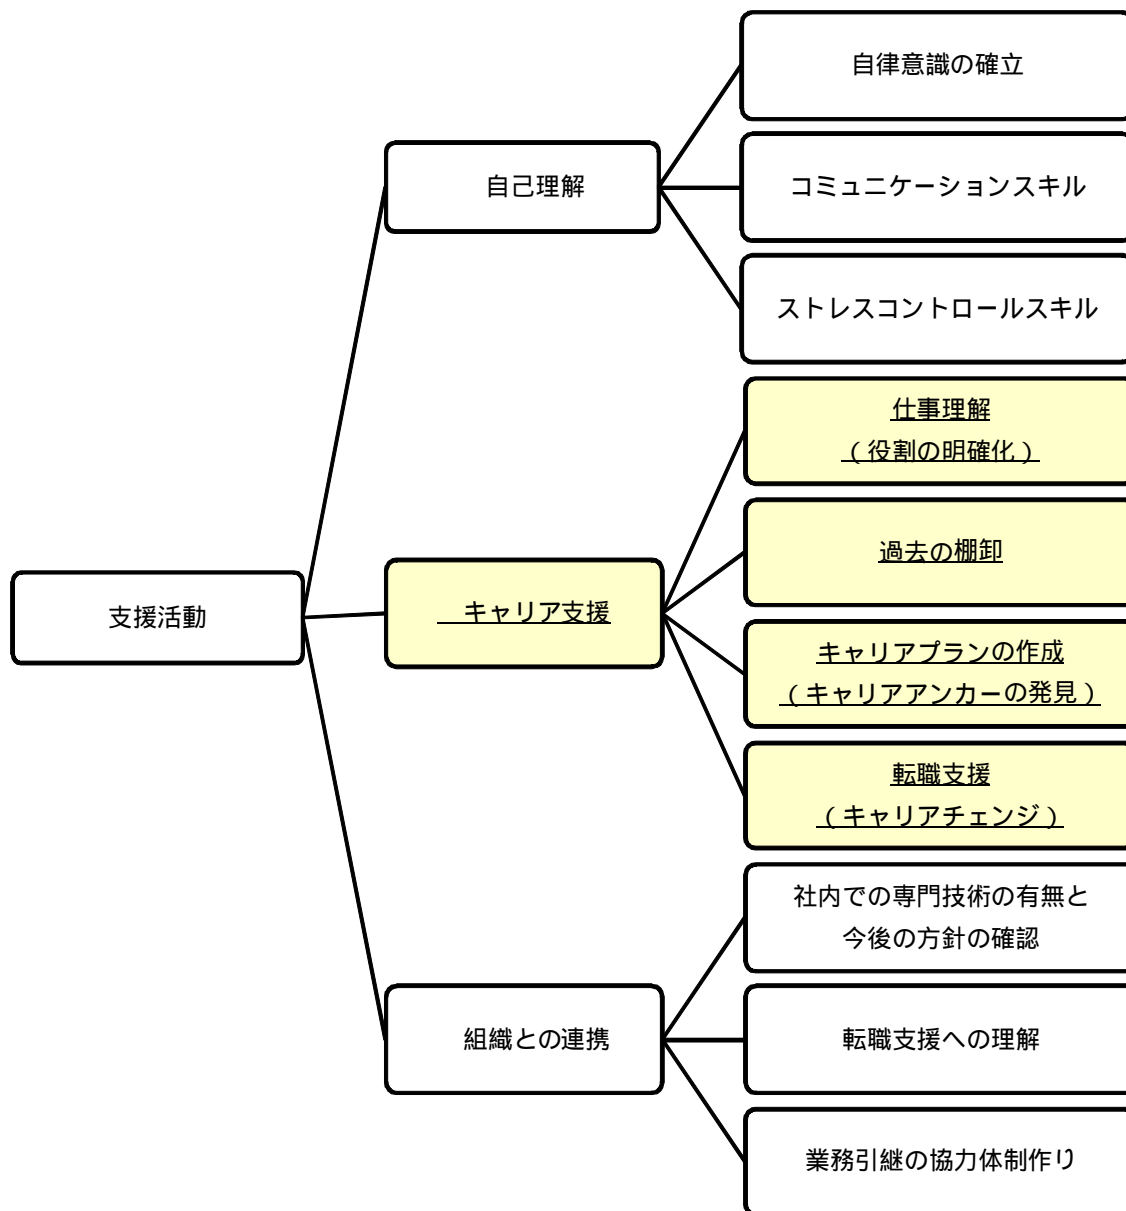 支援活動
自己理解
自律意識の確立
コミュニケーションスキル
ストレスコントロールスキル
キャリア支援
仕事理解
（役割の明確化）
過去の棚卸
キャリアプランの作成
（キャリアアンカーの発見）
転職支援
（キャリアチェンジ）
組織との連携
社内での専門技術の有無と
今後の方針の確認
転職支援への理解
業務引継の協力体制作り